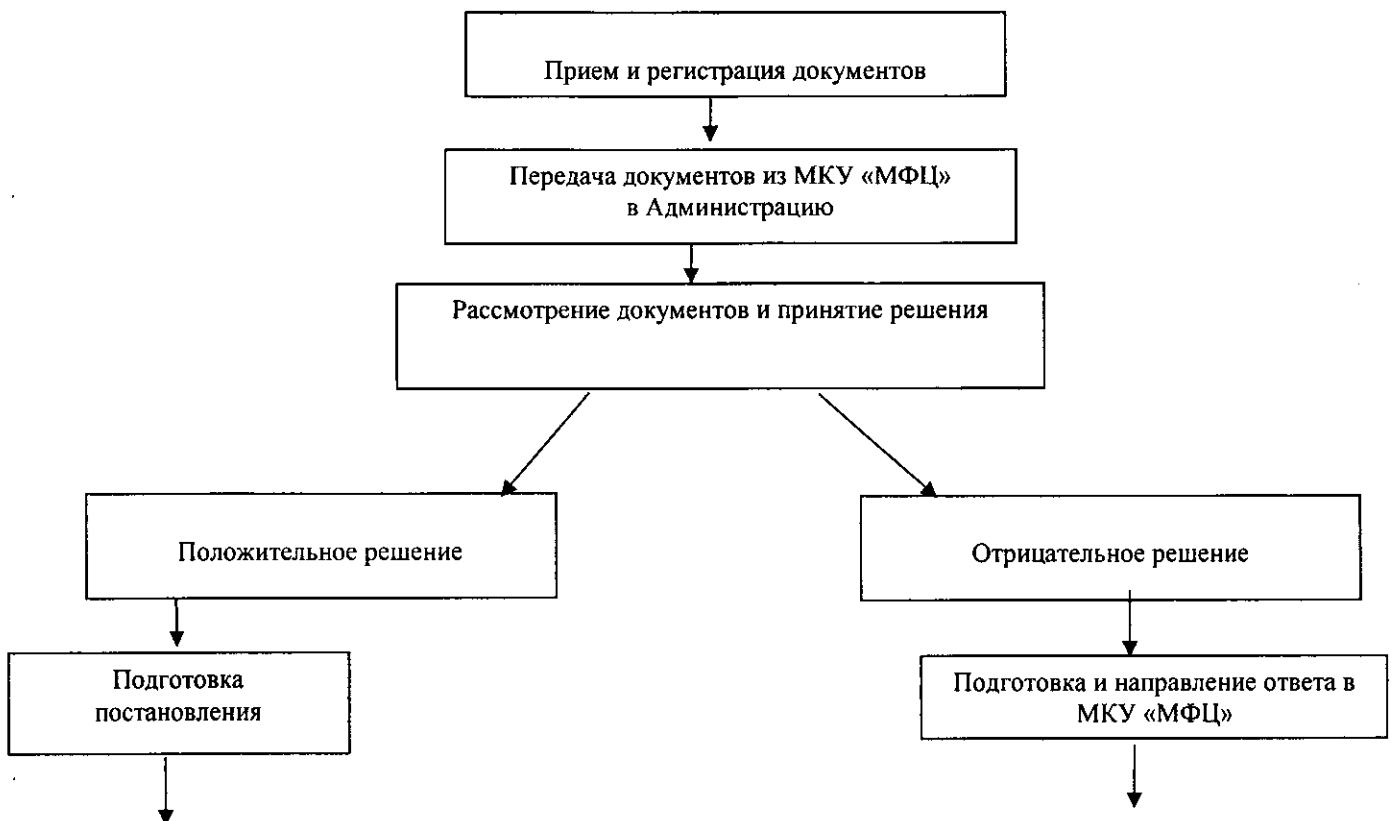 Прием и регистрация документов
Передача документов из МКУ «МФЦ»
в Администрацию
Рассмотрение документов и принятие решения
Положительное решение
Отрицательное решение
Подготовка
постановления
Подготовка и направление ответа в
МКУ «МФЦ»